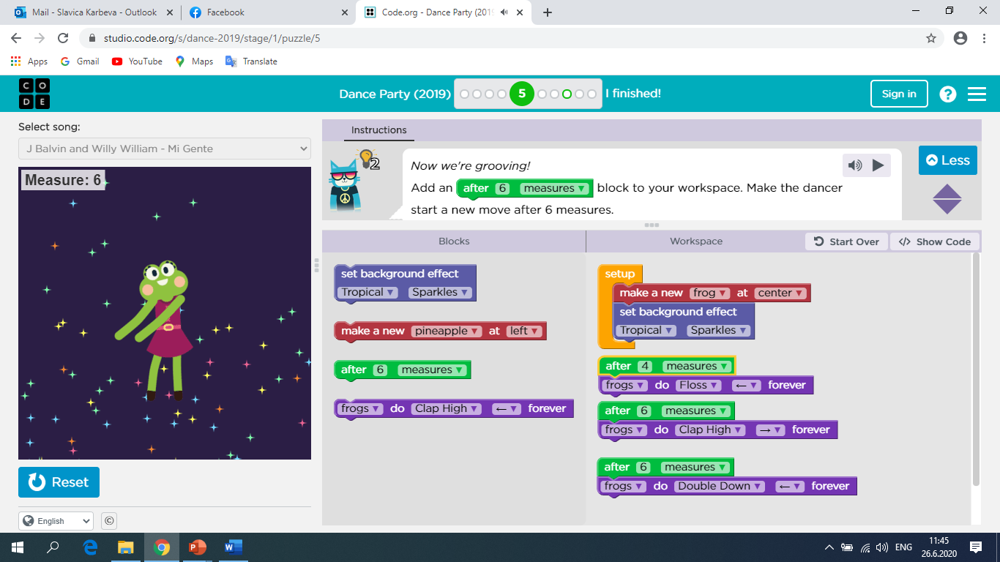 Mail - Slavica Karbeva - Outlook
Facebook
Code.org - Dance Party (201
studio.code.org/s/dance-2019/stage/1/puzzle/5
Apps Gmail YouTube Maps Translate
C O D E
Dance Party (2019) 5 I finished!
Sign in ?
Select song:
J Balvin and Willy William - Mi Gente
Measure: 6
Instructions
2
Now we're grooving!
Add an after 6 measures block to your workspace. Make the dancer
start a new move after 6 measures.
Less
Blocks
Workspace
Start Over
Show Code
set background effect
Tropical Sparkles
make a new pineapple at left
after 6 measures
frogs do Clap High ← forever
setup
make a new frog at center
set background effect
Tropical Sparkles
after 4 measures
frogs do Floss ← forever
after 6 measures
frogs do Clap High → forever
after 6 measures
frogs do Double Down ← forever
Reset
English ©
ENG
11:45
26.6.2020